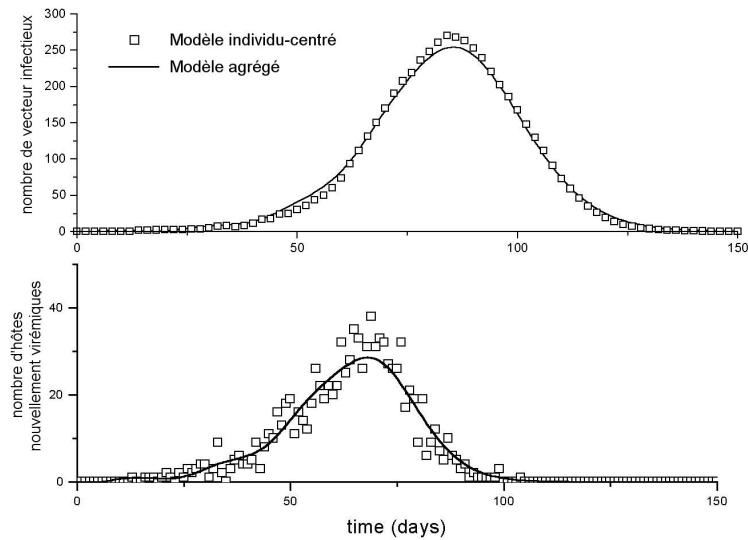 300
250
200
150
100
50
0
nombre de vecteur infectieux
Modèle individu-centré
Modèle agrégé
0 50 100 150
40
20
0
nombre d'hôtes
nouvellement virémiques
0 50 100 150
time (days)